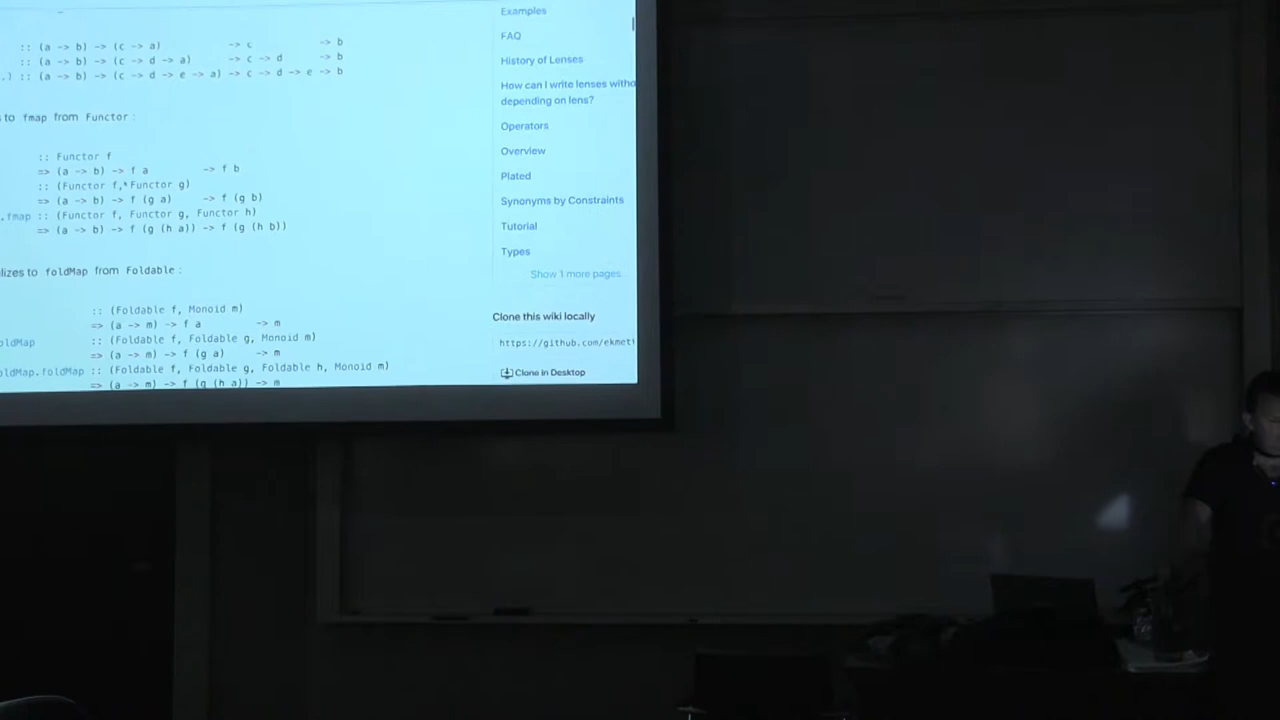 :: (a -> b) -> (c -> a) -> c -> b
:: (a -> b) -> (c -> d -> a) -> c -> d -> b
.) :: (a -> b) -> (c -> d -> e -> a) -> c -> d -> e -> b
s to fmap from Functor:
:: Functor f
=> (a -> b) -> f a -> f b
:: (Functor f, Functor g)
=> (a -> b) -> f (g a) -> f (g b)
.fmap :: (Functor f, Functor g, Functor h)
=> (a -> b) -> f (g (h a)) -> f (g (h b))
lizes to foldMap from Foldable:
:: (Foldable f, Monoid m)
=> (a -> m) -> f a -> m
oldMap :: (Foldable f, Foldable g, Monoid m)
=> (a -> m) -> f (g a) -> m
oldMap.foldMap :: (Foldable f, Foldable g, Foldable h, Monoid m)
=> (a -> m) -> f (g (h a)) -> m
Examples
FAQ
History of Lenses
How can I write lenses witho
depending on lens?
Operators
Overview
Plated
Synonyms by Constraints
Tutorial
Types
Show 1 more pages…
Clone this wiki locally
https://github.com/ekmet
Clone in Desktop